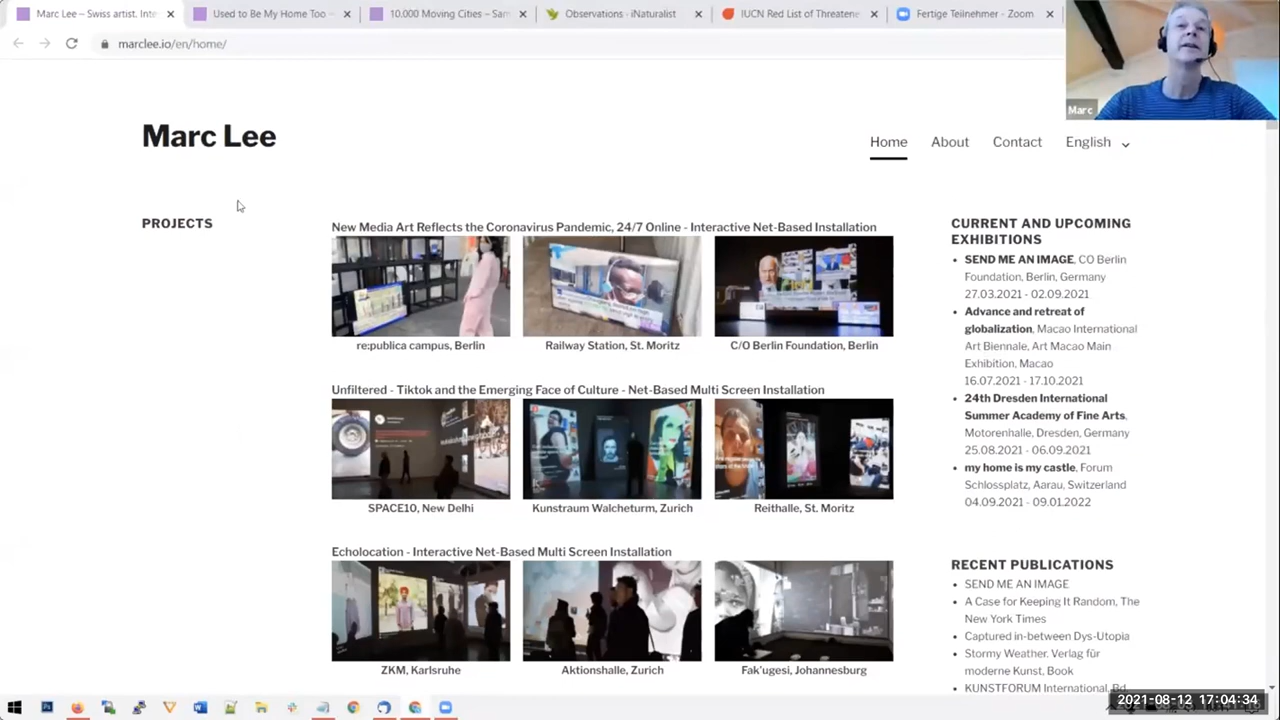 Marc Lee – Swiss artist. Inte
Used to Be My Home Too –
10.000 Moving Cities – Sam
Observations · iNaturalist
IUCN Red List of Threatene
Fertige Teilnehmer - Zoom
marclee.io/en/home/
Marc
Marc Lee
Home
About
Contact
English
PROJECTS
New Media Art Reflects the Coronavirus Pandemic, 24/7 Online - Interactive Net-Based Installation
re:publica campus, Berlin
Railway Station, St. Moritz
C/O Berlin Foundation, Berlin
Unfiltered - Tiktok and the Emerging Face of Culture - Net-Based Multi Screen Installation
SPACE10, New Delhi
Kunstraum Walcheturm, Zurich
Reithalle, St. Moritz
Echolocation - Interactive Net-Based Multi Screen Installation
ZKM, Karlsruhe
Aktionshalle, Zurich
Fak'ugesi, Johannesburg
CURRENT AND UPCOMING
EXHIBITIONS
SEND ME AN IMAGE, CO Berlin
Foundation, Berlin, Germany
27.03.2021 - 02.09.2021
Advance and retreat of
globalization, Macao International
Art Biennale, Art Macao Main
Exhibition, Macao
16.07.2021 - 17.10.2021
24th Dresden International
Summer Academy of Fine Arts,
Motorenhalle, Dresden, Germany
25.08.2021 - 06.09.2021
my home is my castle, Forum
Schlossplatz, Aarau, Switzerland
04.09.2021 - 09.01.2022
RECENT PUBLICATIONS
SEND ME AN IMAGE
A Case for Keeping It Random, The
New York Times
Captured in-between Dys-Utopia
Stormy Weather. Verlag für
moderne Kunst, Book
KUNSTFORUM International, Bd.
2021-08-12 17:04:34